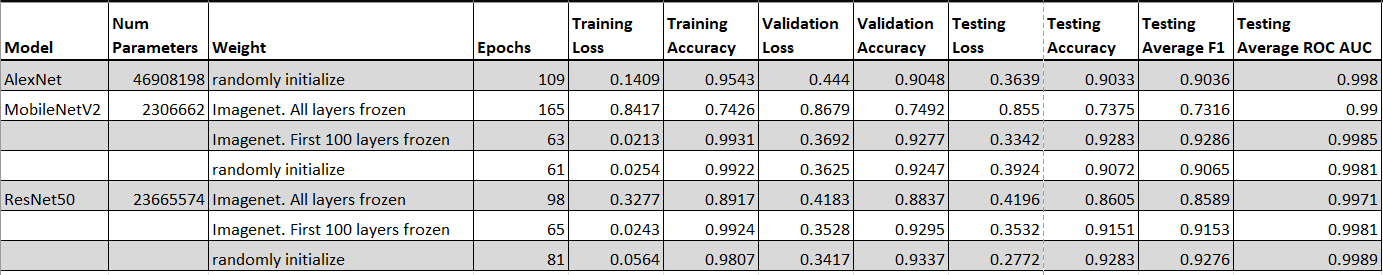 Model Num Parameters Weight Epochs Training Loss Training Accuracy Validation Loss Validation Accuracy Testing Loss Testing Accuracy Testing Average F1 Testing Average ROC AUC
AlexNet 46908198 randomly initialize 109 0.1409 0.9543 0.444 0.9048 0.3639 0.9033 0.9036 0.998
MobileNetV2 2306662 Imagenet. All layers frozen 165 0.8417 0.7426 0.8679 0.7492 0.855 0.7375 0.7316 0.99
Imagenet. First 100 layers frozen 63 0.0213 0.9931 0.3692 0.9277 0.3342 0.9283 0.9286 0.9985
randomly initialize 61 0.0254 0.9922 0.3625 0.9247 0.3924 0.9072 0.9065 0.9981
ResNet50 23665574 Imagenet. All layers frozen 98 0.3277 0.8917 0.4183 0.8837 0.4196 0.8605 0.8589 0.9971
Imagenet. First 100 layers frozen 65 0.0243 0.9924 0.3528 0.9295 0.3532 0.9151 0.9153 0.9981
randomly initialize 81 0.0564 0.9807 0.3417 0.9337 0.2772 0.9283 0.9276 0.9989